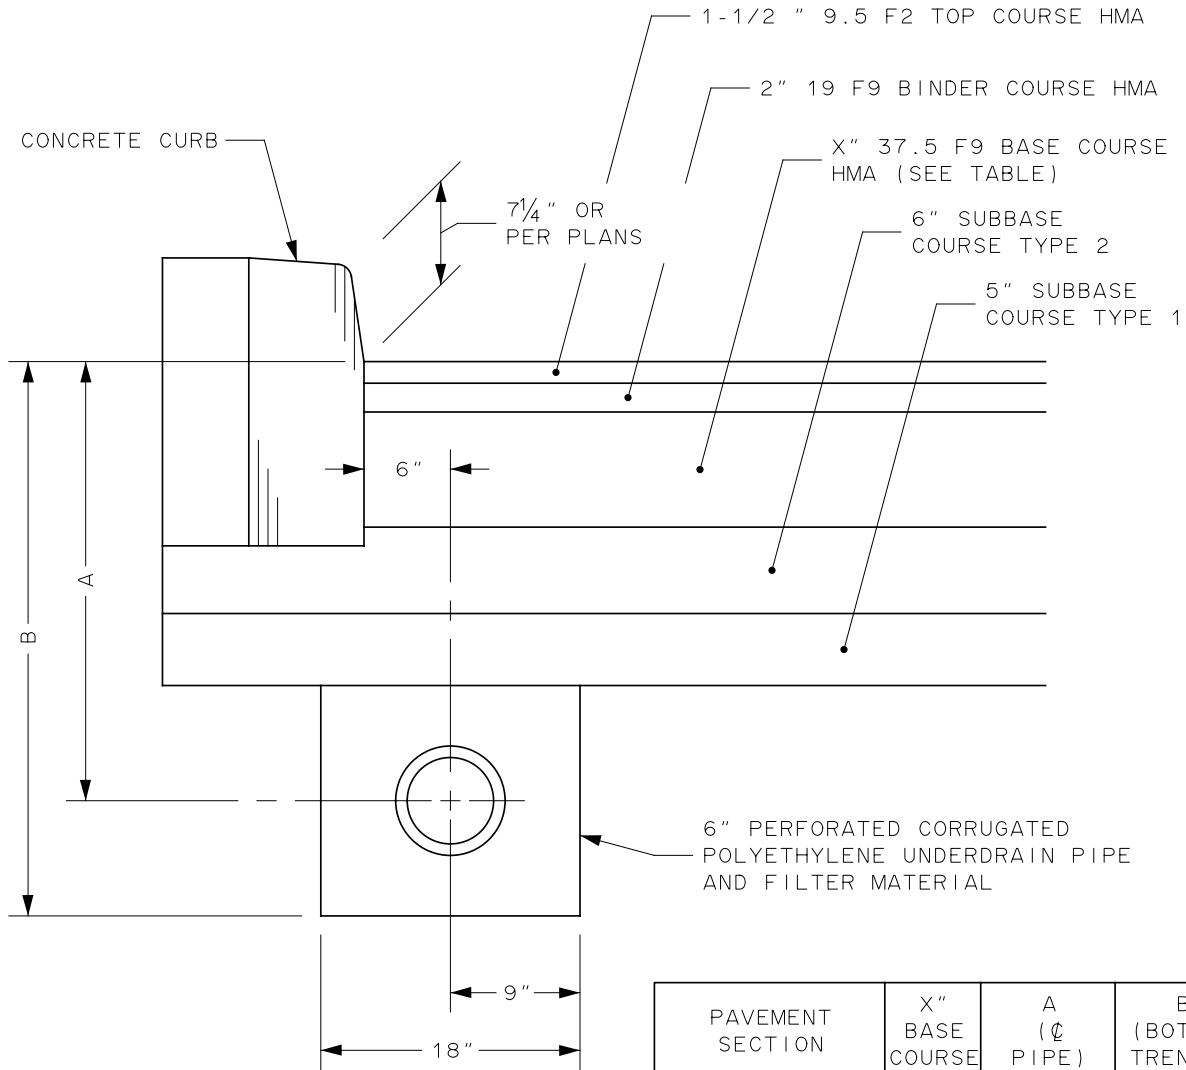 1-1/2 " 9.5 F2 TOP COURSE HMA
2" 19 F9 BINDER COURSE HMA
CONCRETE CURB
X" 37.5 F9 BASE COURSE
HMA (SEE TABLE)
7¼" OR
PER PLANS
6" SUBBASE
COURSE TYPE 2
5" SUBBASE
COURSE TYPE 1
6"
A
B
6" PERFORATED CORRUGATED
POLYETHYLENE UNDERDRAIN PIPE
AND FILTER MATERIAL
9"
18"
PAVEMENT
SECTION
X"
BASE
COURSE
A
(℄
PIPE)